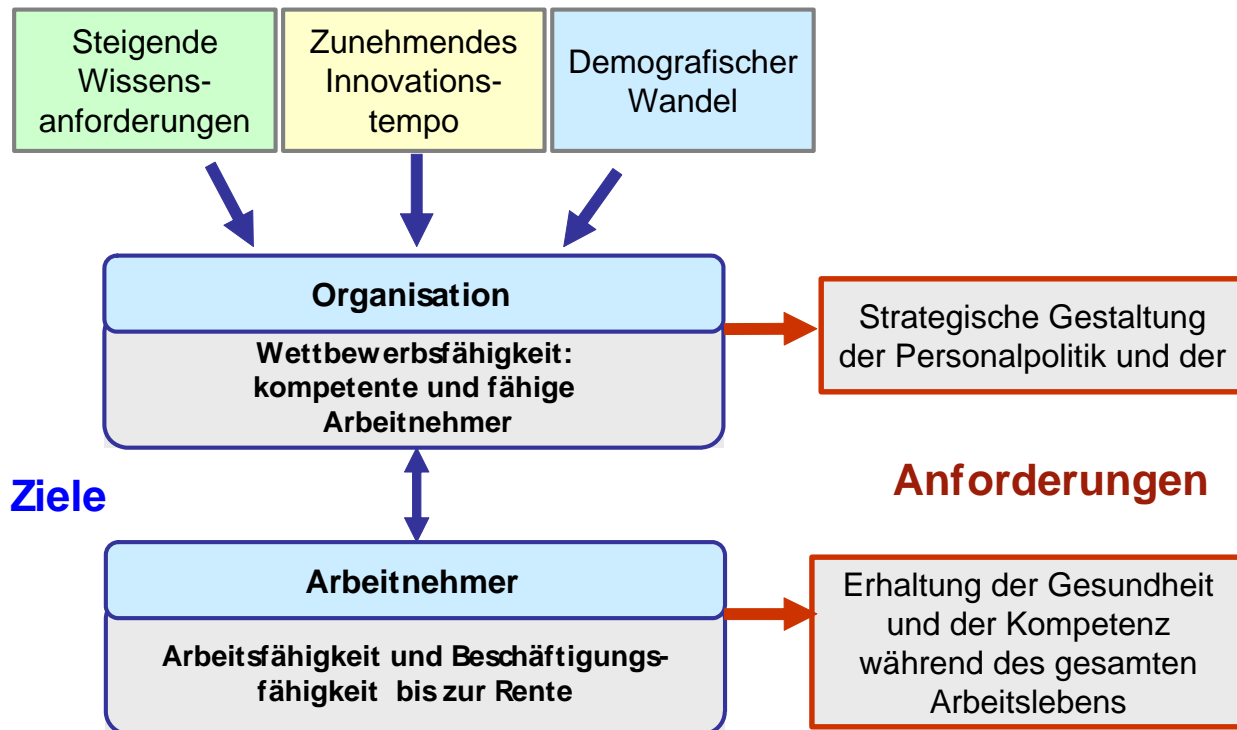 Steigende
Wissens-
anforderungen
Zunehmendes
Innovations-
tempo
Demografischer
Wandel
Organisation
Wettbewerbsfähigkeit:
kompetente und fähige
Arbeitnehmer
Strategische Gestaltung
der Personalpolitik und der
Ziele
Anforderungen
Arbeitnehmer
Arbeitsfähigkeit und Beschäftigungs-
fähigkeit bis zur Rente
Erhaltung der Gesundheit
und der Kompetenz
während des gesamten
Arbeitslebens